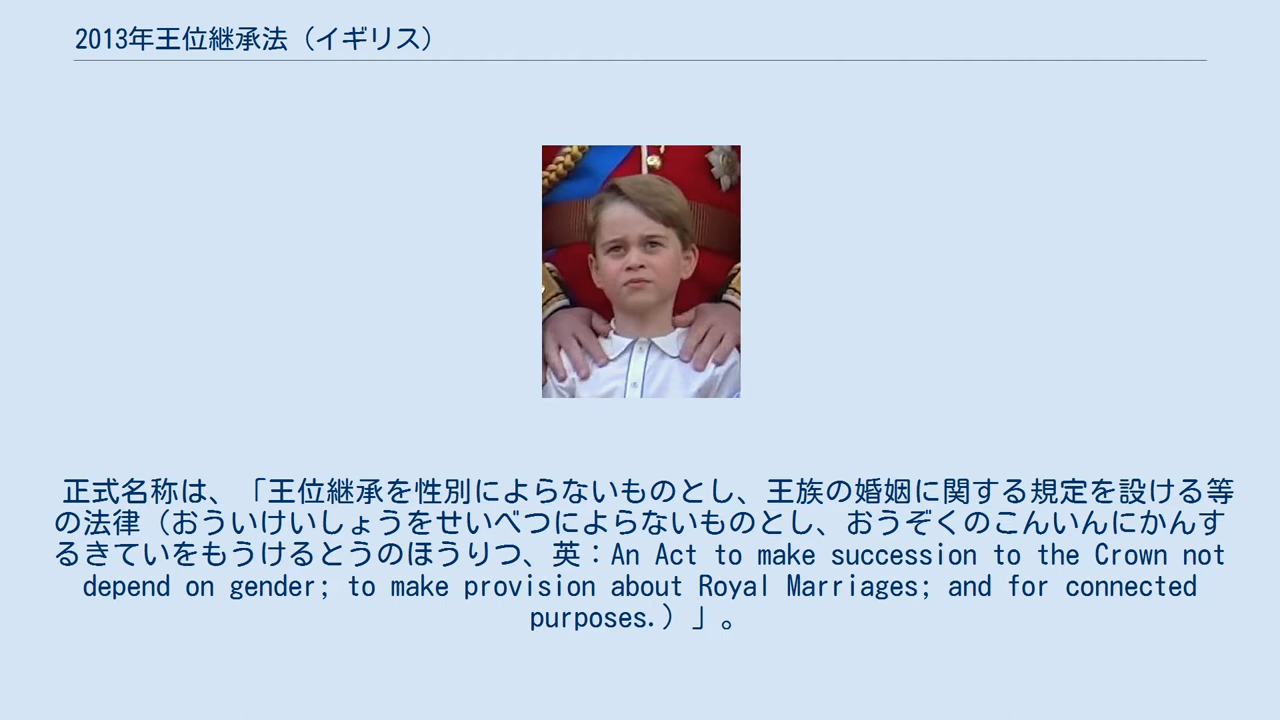 2013年王位継承法（イギリス）
正式名称は、「王位継承を性別によらないものとし、王族の婚姻に関する規定を設ける等
の法律（おういけいしょうをせいべつによらないものとし、おうぞくのこんいんにかんす
るきていをもうけるとうのほうりつ、英：An Act to make succession to the Crown not
depend on gender; to make provision about Royal Marriages; and for connected
purposes.）」。